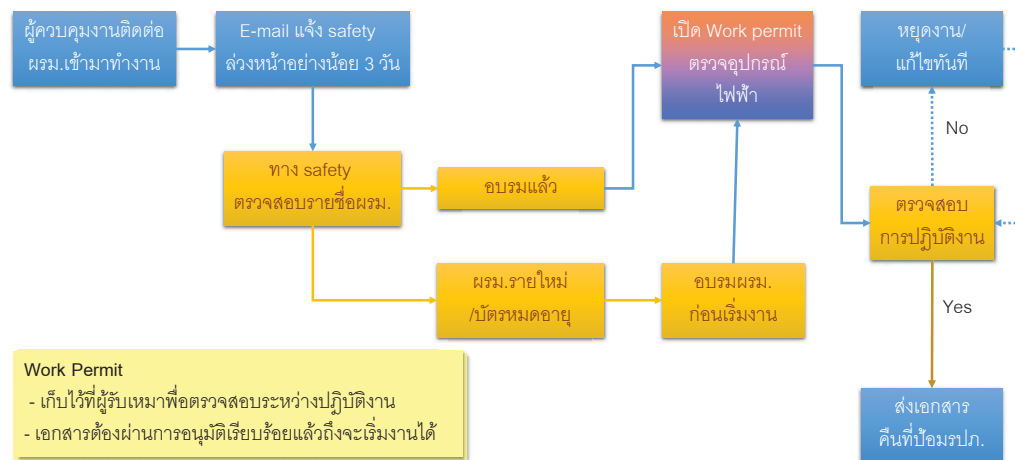 ผู้ควบคุมงานติดต่อ
ผรม.เข้ามาทำงาน
E-mail แจ้ง safety
ล่วงหน้าอย่างน้อย 3 วัน
เปิด Work permit
ตรวจอุปกรณ์
ไฟฟ้า
หยุดงาน/
แก้ไขทันที
No
ทาง safety
ตรวจสอบรายชื่อผรม.
อบรมแล้ว
ตรวจสอบ
การปฏิบัติงาน
ผรม.รายใหม่
/บัตรหมดอายุ
อบรมผรม.
ก่อนเริ่มงาน
Yes
Work Permit
- เก็บไว้ที่ผู้รับเหมาพื่อตรวจสอบระหว่างปฏิบัติงาน
- เอกสารต้องผ่านการอนุมัติเรียบร้อยแล้วถึงจะเริ่มงานได้
ส่งเอกสาร
คืนที่ป้อมรปภ.